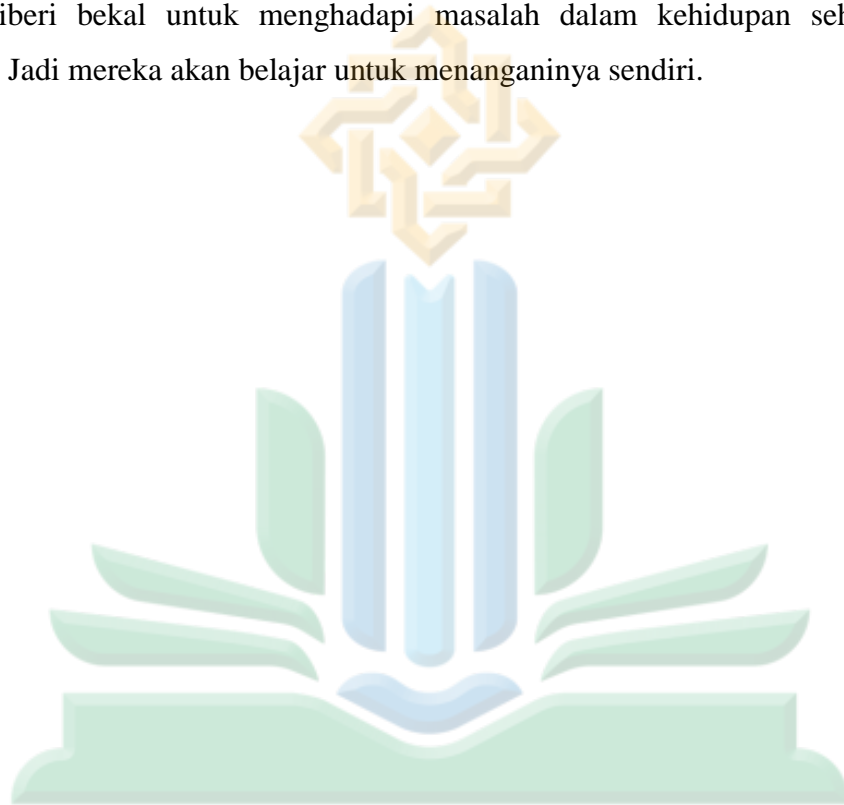 iberi bekal untuk menghadapi masalah dalam kehidupan seh
Jadi mereka akan belajar untuk menanganinya sendiri.